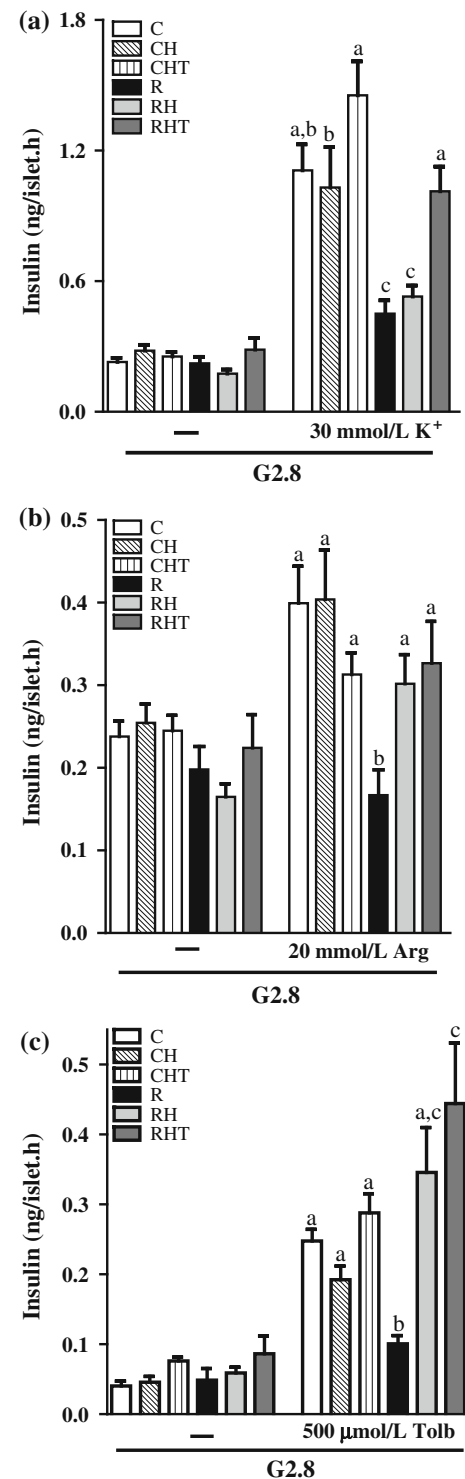 (a)
C
CH
CHT
R
RH
RHT
Insulin (ng/islet.h)
1.8
1.2
0.6
0.0
a,b
b
a
c
c
a
—
30 mmol/L K⁺
G2.8
(b)
C
CH
CHT
R
RH
RHT
Insulin (ng/islet.h)
0.5
0.4
0.3
0.2
0.1
0.0
a
a
a
b
a
a
—
20 mmol/L Arg
G2.8
(c)
C
CH
CHT
R
RH
RHT
Insulin (ng/islet.h)
0.5
0.4
0.3
0.2
0.1
0.0
a
a
a
b
a,c
c
—
500 μmol/L Tolb
G2.8